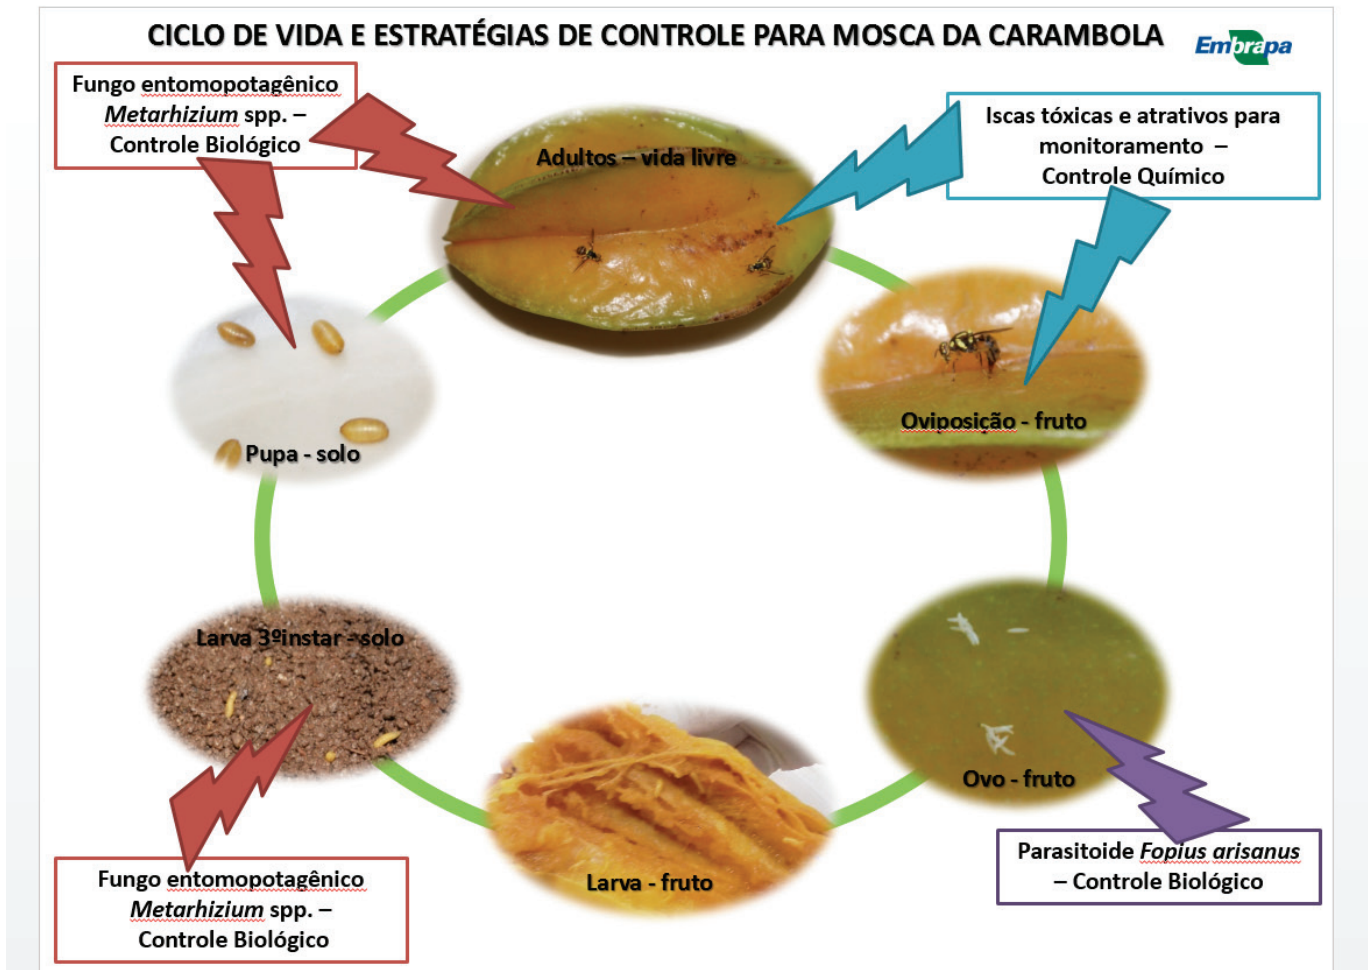 CICLO DE VIDA E ESTRATÉGIAS DE CONTROLE PARA MOSCA DA CARAMBOLA
Embrapa
Fungo entomopotagênico
Metarhizium spp. –
Controle Biológico
Adultos – vida livre
Iscas tóxicas e atrativos para
monitoramento –
Controle Químico
Oviposição - fruto
Pupa - solo
Larva 3ºinstar - solo
Ovo - fruto
Larva - fruto
Parasitoide Fopius arisanus
– Controle Biológico
Fungo entomopotagênico
Metarhizium spp. –
Controle Biológico